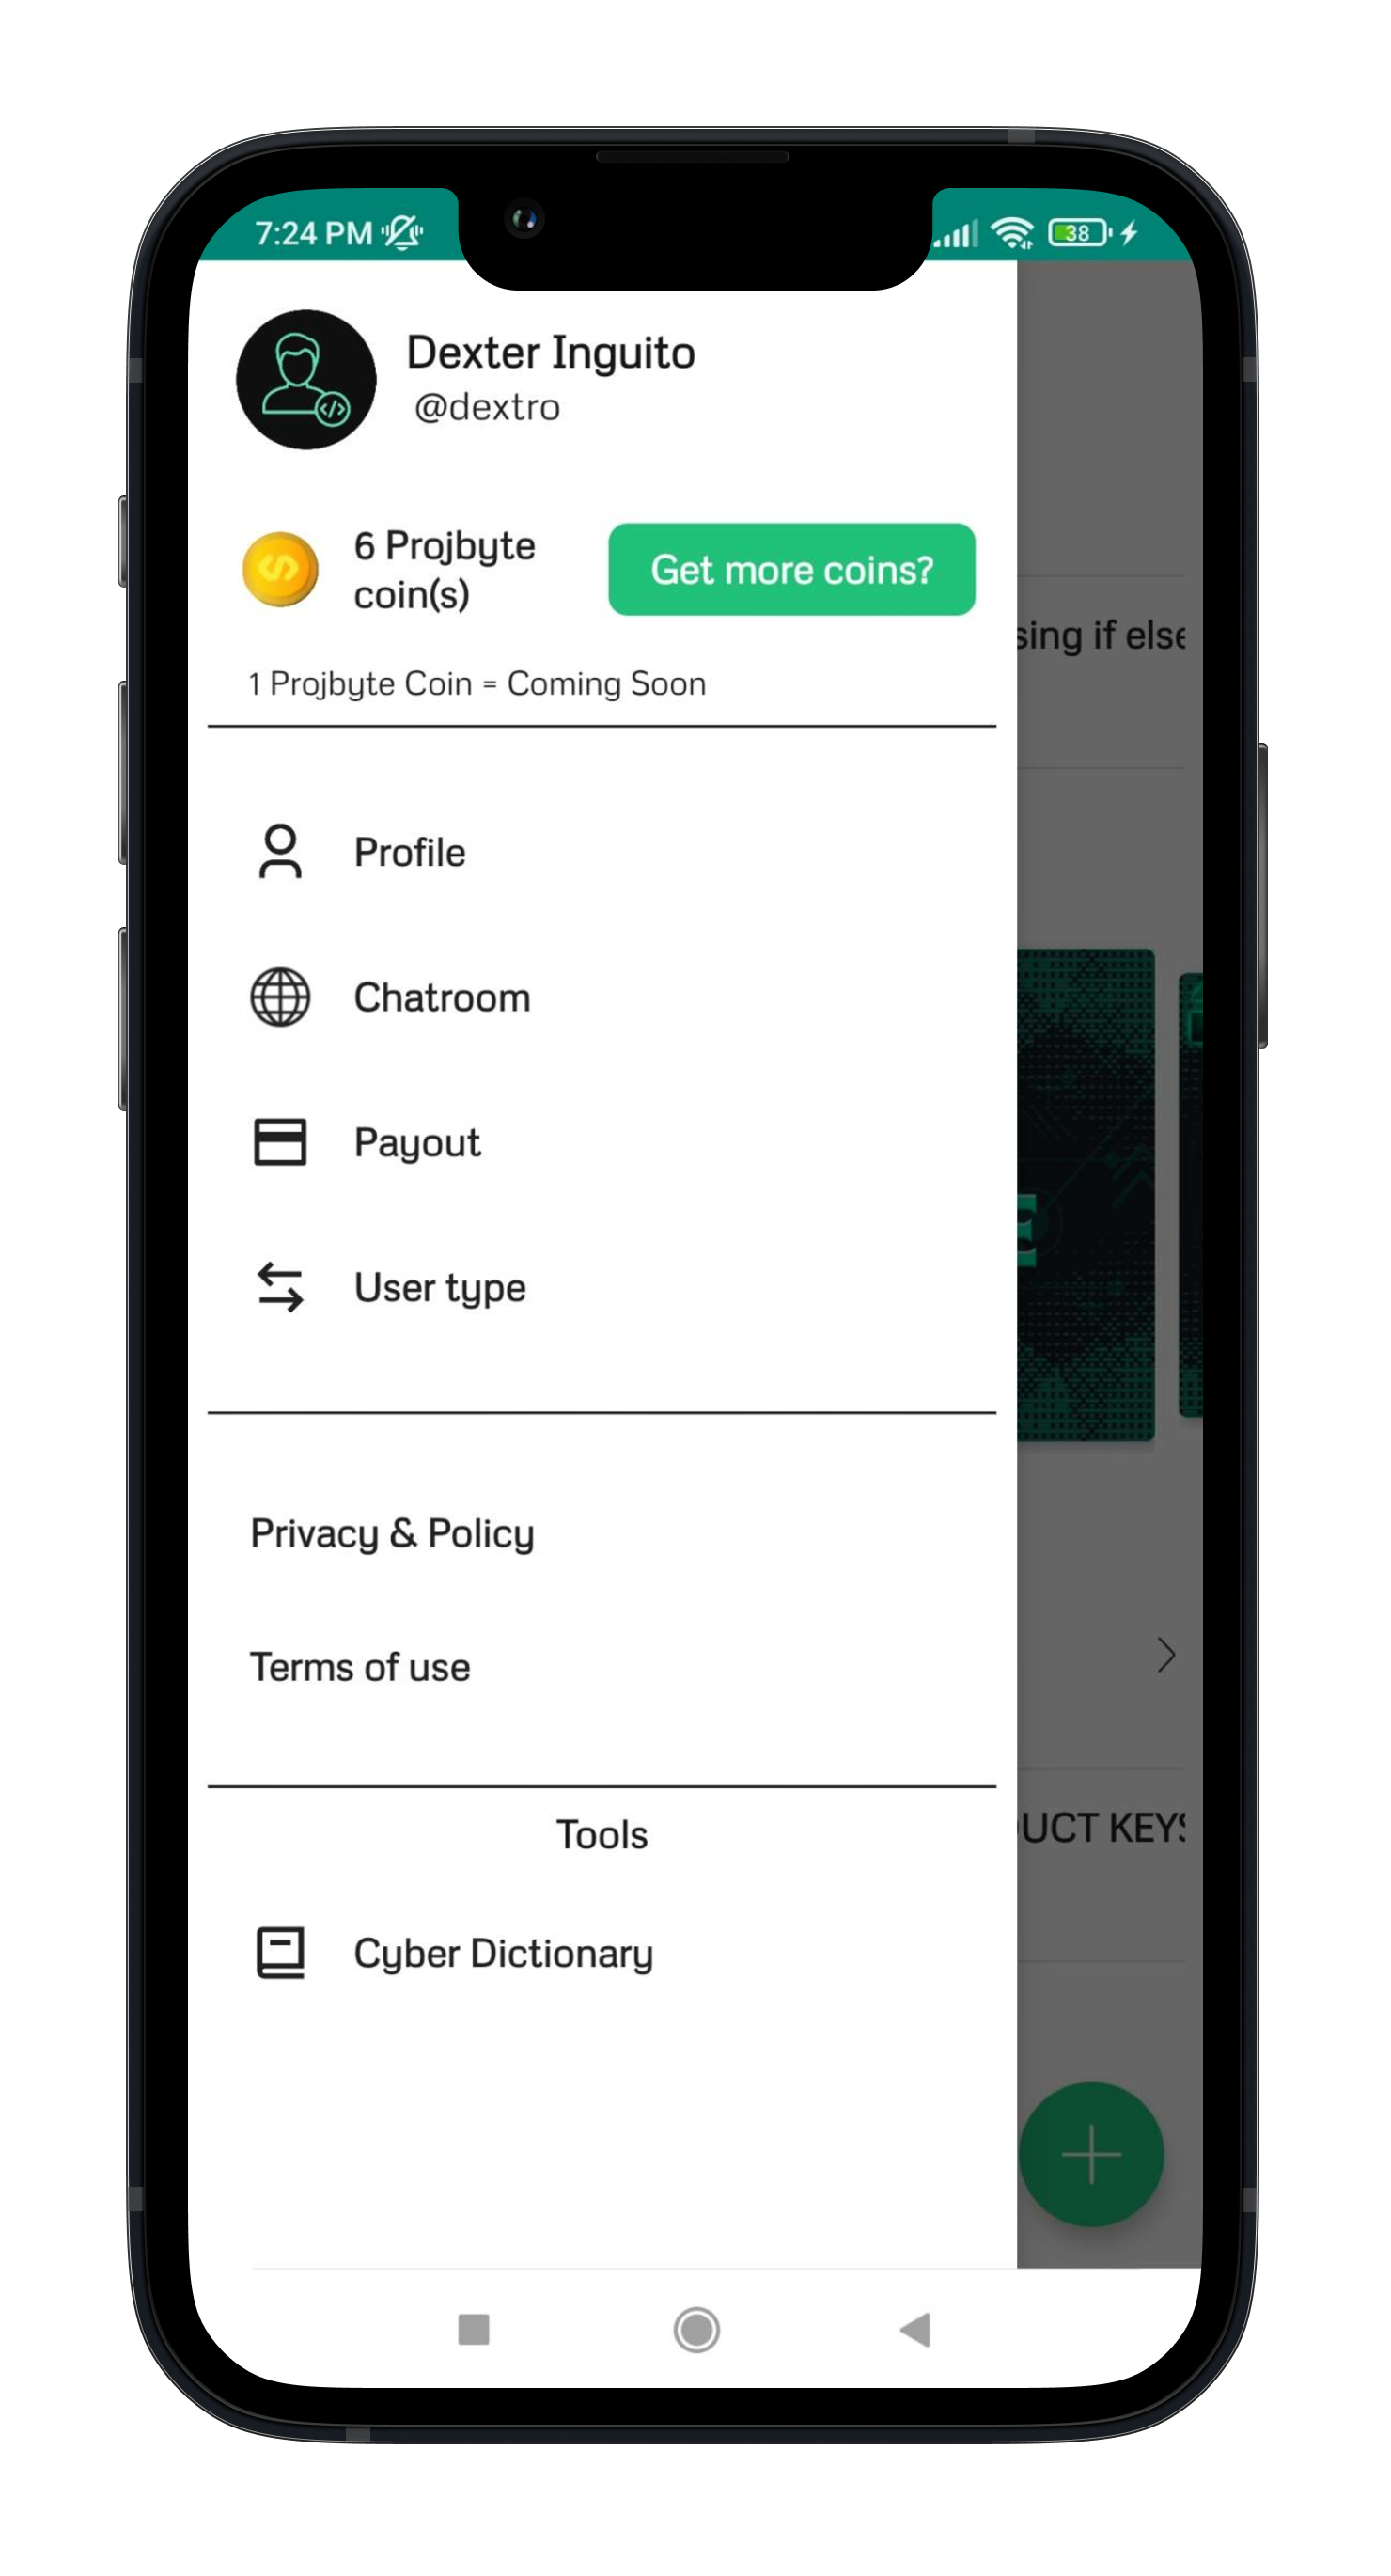 7:24 PM
38
Dexter Inguito
@dextro
6 Projbyte
coin(s)
Get more coins?
1 Projbyte Coin = Coming Soon
sing if else
Profile
Chatroom
Payout
User type
Privacy & Policy
Terms of use
Tools
UCT KEYS
Cyber Dictionary